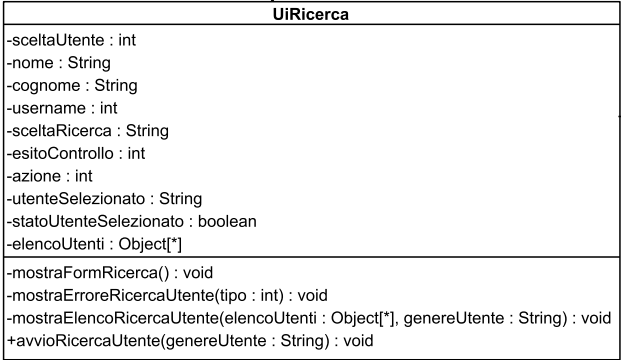 UiRicerca
-sceltaUtente : int
-nome : String
-cognome : String
-username : int
-sceltaRicerca : String
-esitoControllo : int
-azione : int
-utenteSelezionato : String
-statoUtenteSelezionato : boolean
-elencoUtenti : Object[*]
-mostraFormRicerca() : void
-mostraErroreRicercaUtente(tipo : int) : void
-mostraElencoRicercaUtente(elencoUtenti : Object[*], genereUtente : String) : void
+avvioRicercaUtente(genereUtente : String) : void